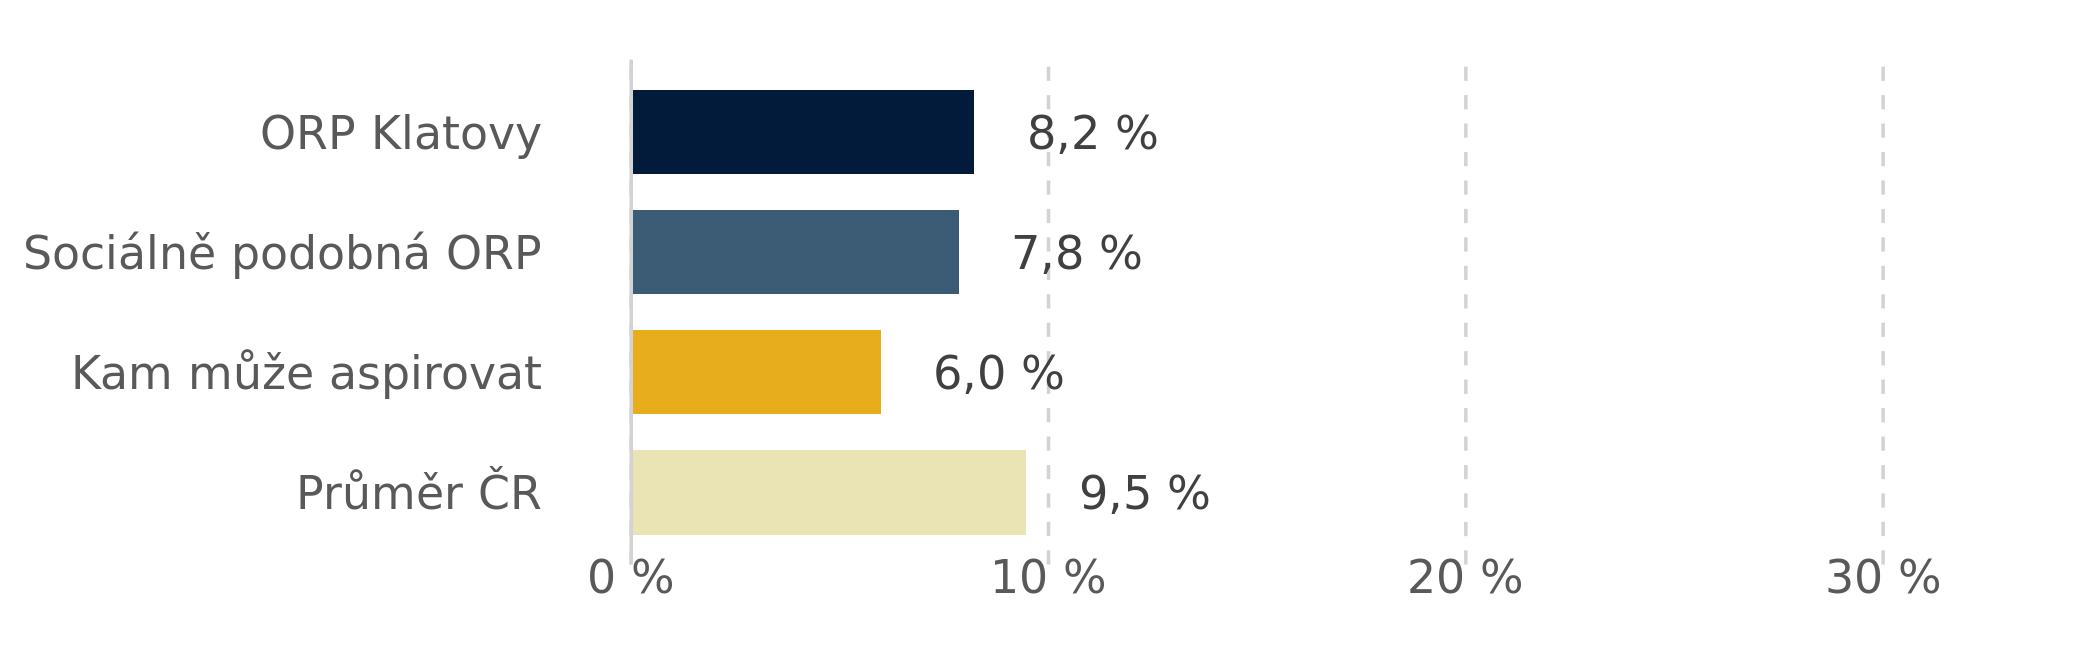 ORP Klatovy 8,2 %
Sociálně podobná ORP 7,8 %
Kam může aspirovat 6,0 %
Průměr ČR 9,5 %
0 % 10 % 20 % 30 %